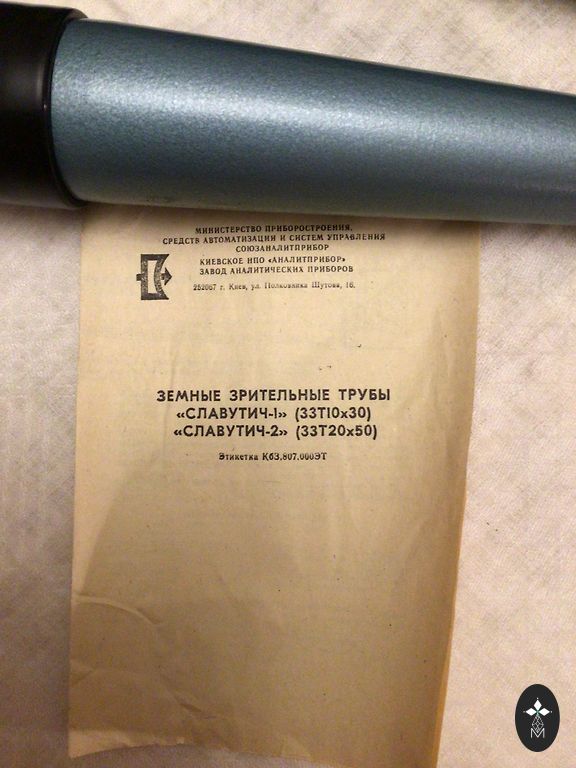 МИНИСТЕРСТВО ПРИБОРОСТРОЕНИЯ,
СРЕДСТВ АВТОМАТИЗАЦИИ И СИСТЕМ УПРАВЛЕНИЯ
СОЮЗАНАЛИТПРИБОР
КИЕВСКОЕ НПО «АНАЛИТПРИБОР»
ЗАВОД АНАЛИТИЧЕСКИХ ПРИБОРОВ
252067 г. Киев, ул. Полковника Шутова, 16.
ЗЕМНЫЕ ЗРИТЕЛЬНЫЕ ТРУБЫ
«СЛАВУТИЧ-1» (ЗЗТ10х30)
«СЛАВУТИЧ-2» (ЗЗТ20х50)
Этикетка К63.807.000ЭТ